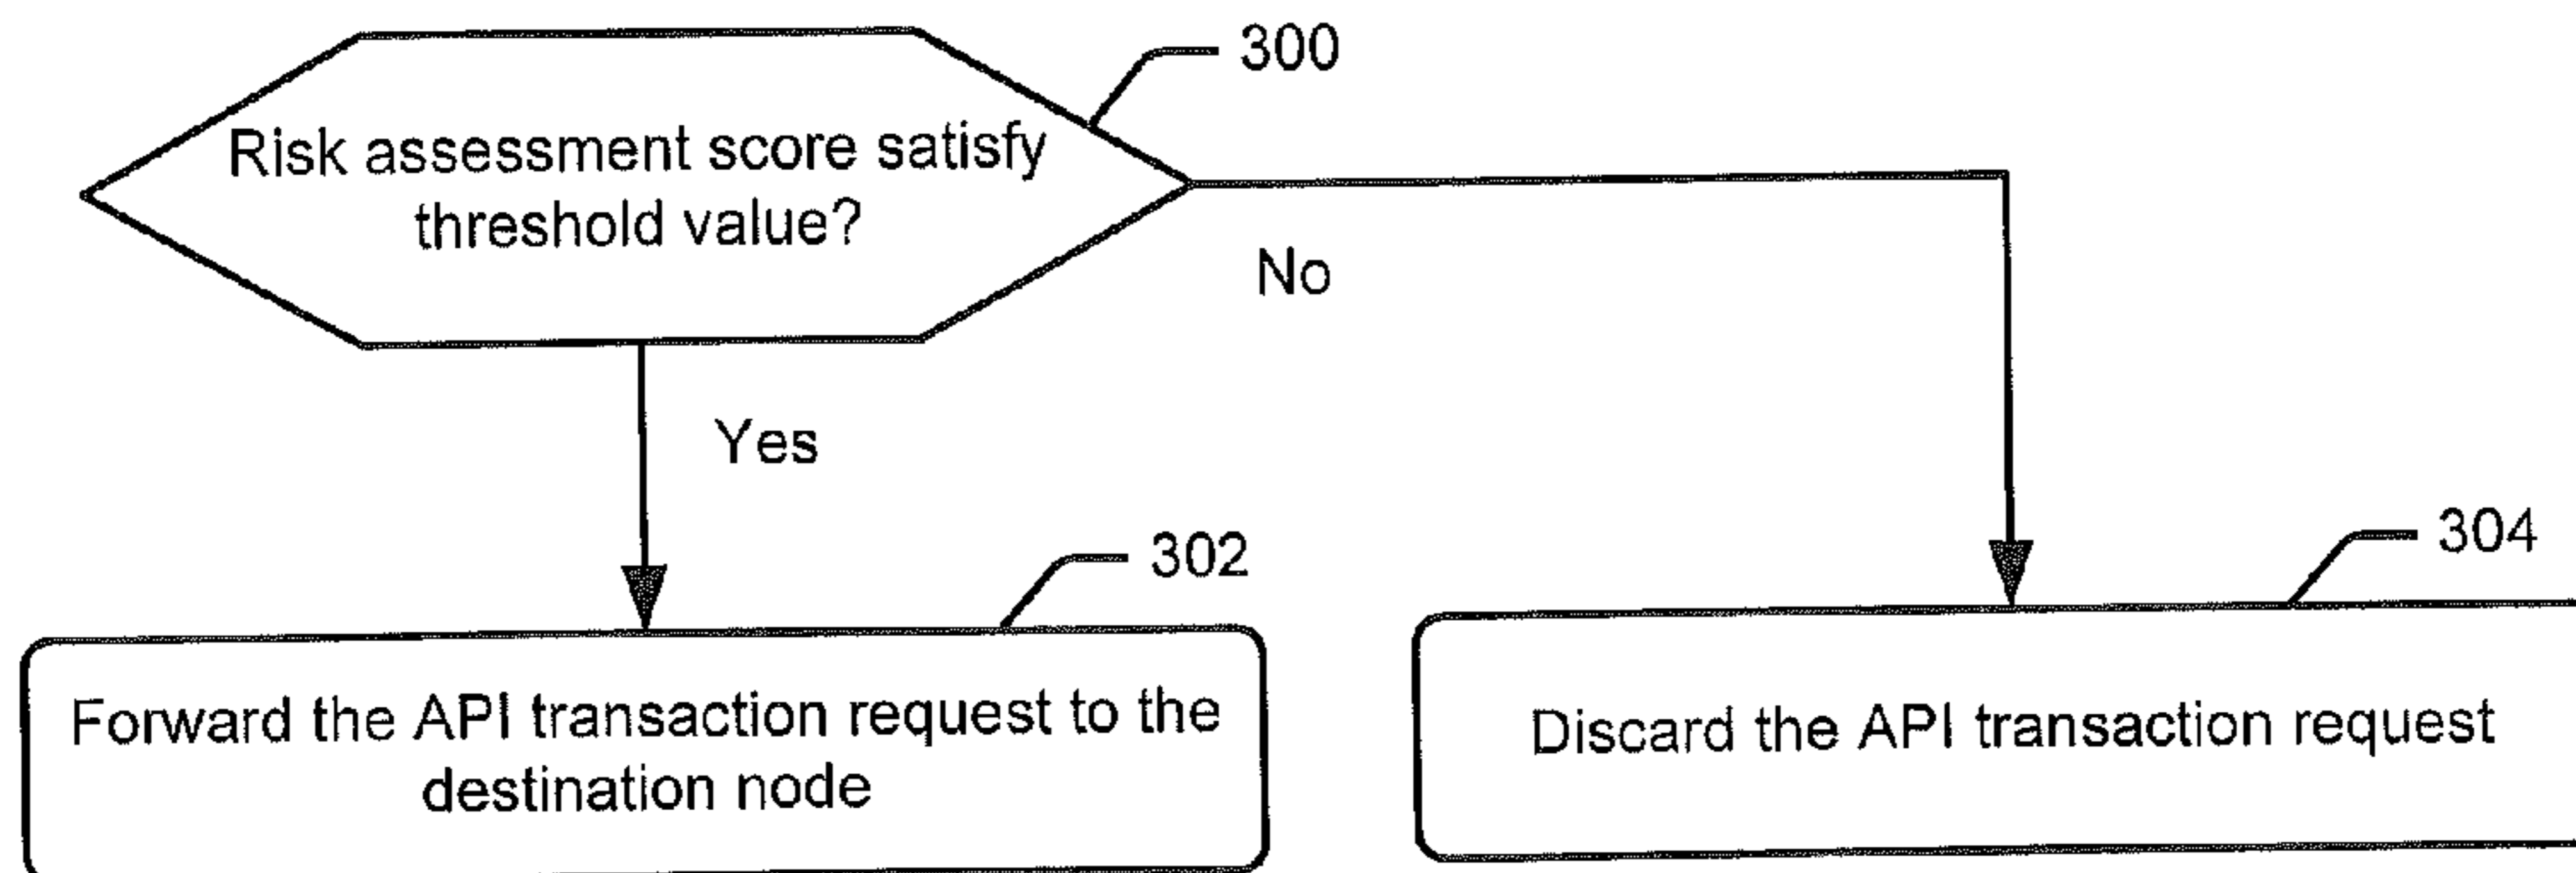 300
Risk assessment score satisfy
threshold value?
No
Yes
302
304
Forward the API transaction request to the
destination node
Discard the API transaction request